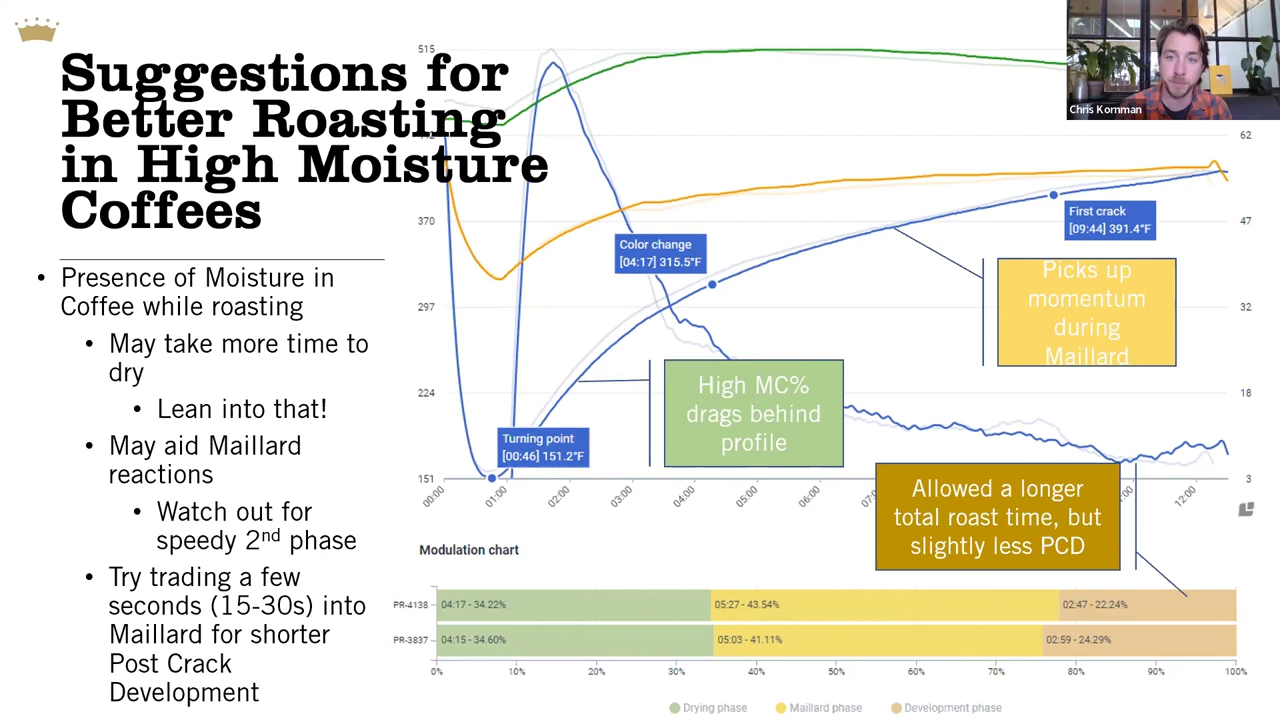 Suggestions for
Better Roasting
in High Moisture
Coffees
• Presence of Moisture in
Coffee while roasting
• May take more time to
dry
• Lean into that!
• May aid Maillard
reactions
• Watch out for
speedy 2nd phase
• Try trading a few
seconds (15-30s) into
Maillard for shorter
Post Crack
Development
Chris Kornman
515
370
297
224
151
62
47
32
18
3
Color change
[04:17] 315.5°F
First crack
[09:44] 391.4°F
Picks up
momentum
during
Maillard
High MC%
drags behind
profile
Turning point
[00:46] 151.2°F
Allowed a longer
total roast time, but
slightly less PCD
00:00
01:00
02:00
03:00
04:00
05:00
06:00
12:00
Modulation chart
PR-4138 04:17 - 34.22% 05:27 - 43.54% 02:47 - 22.24%
PR-3837 04:15 - 34.60% 05:03 - 41.11% 02:59 - 24.29%
0% 10% 20% 30% 40% 50% 60% 70% 80% 90% 100%
Drying phase Maillard phase Development phase